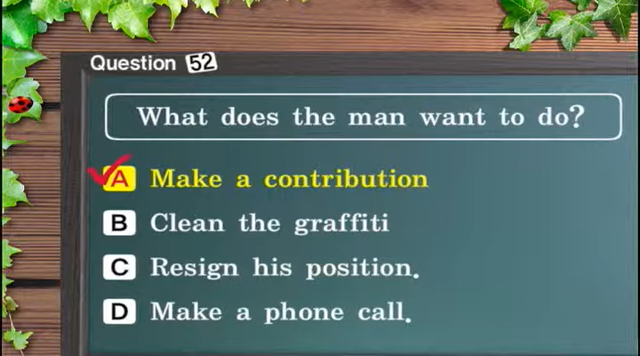 Question 52
What does the man want to do?
A Make a contribution
B Clean the graffiti
C Resign his position.
D Make a phone call.